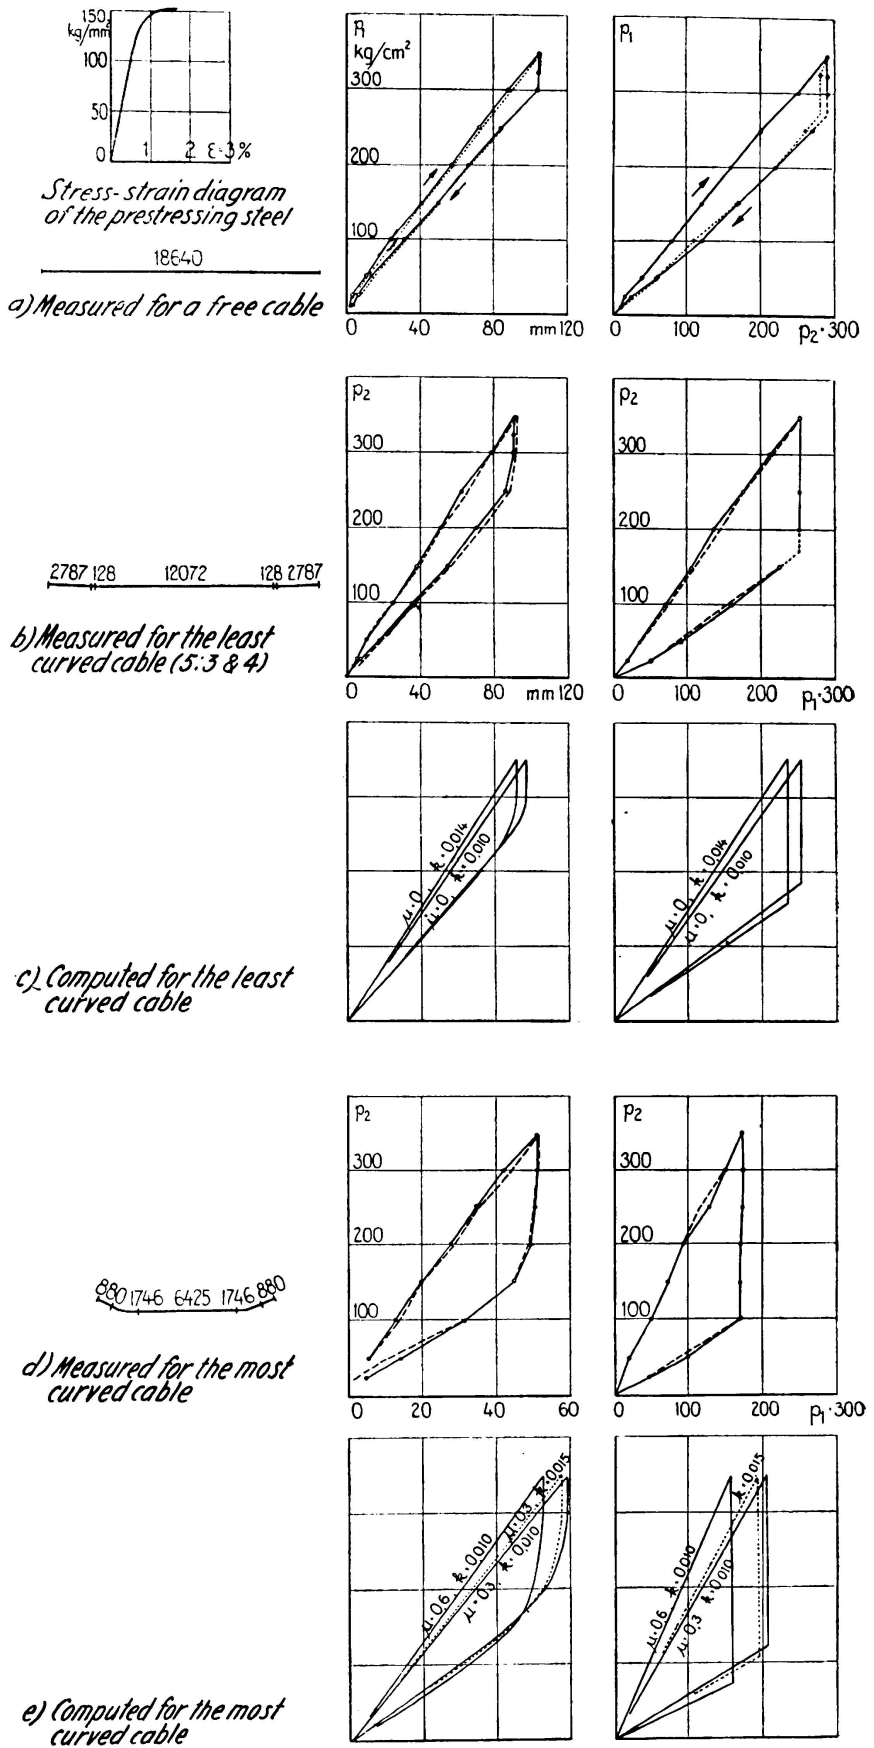 150
kg/mm²
100
50
0
1 2 ε·3%
Stress-strain diagram
of the prestressing steel
18640
a) Measured for a free cable
kg/cm²
300
200
100
0 40 80 mm 120
p₁
0 100 200 p₂·300
2787 128 12072 128 2787
b) Measured for the least
curved cable (5:3 & 4)
p₂
300
200
100
0 40 80 mm 120
p₂
300
200
100
0 100 200 p₁·300
c) Computed for the least
curved cable
μ·0, k·0,014
μ·0, k·0,010
μ·0, k·0,014
μ·0, k·0,010
880 1746 6425 1746 880
d) Measured for the most
curved cable
p₂
300
200
100
0 20 40 60
p₂
300
200
100
0 100 200 p₁·300
e) Computed for the most
curved cable
μ·0,6, k·0,010
μ·0,3 k·0,015
μ·0,3, k·0,010
μ·0,6, k·0,010
k·0,015
μ·0,3 k·0,010